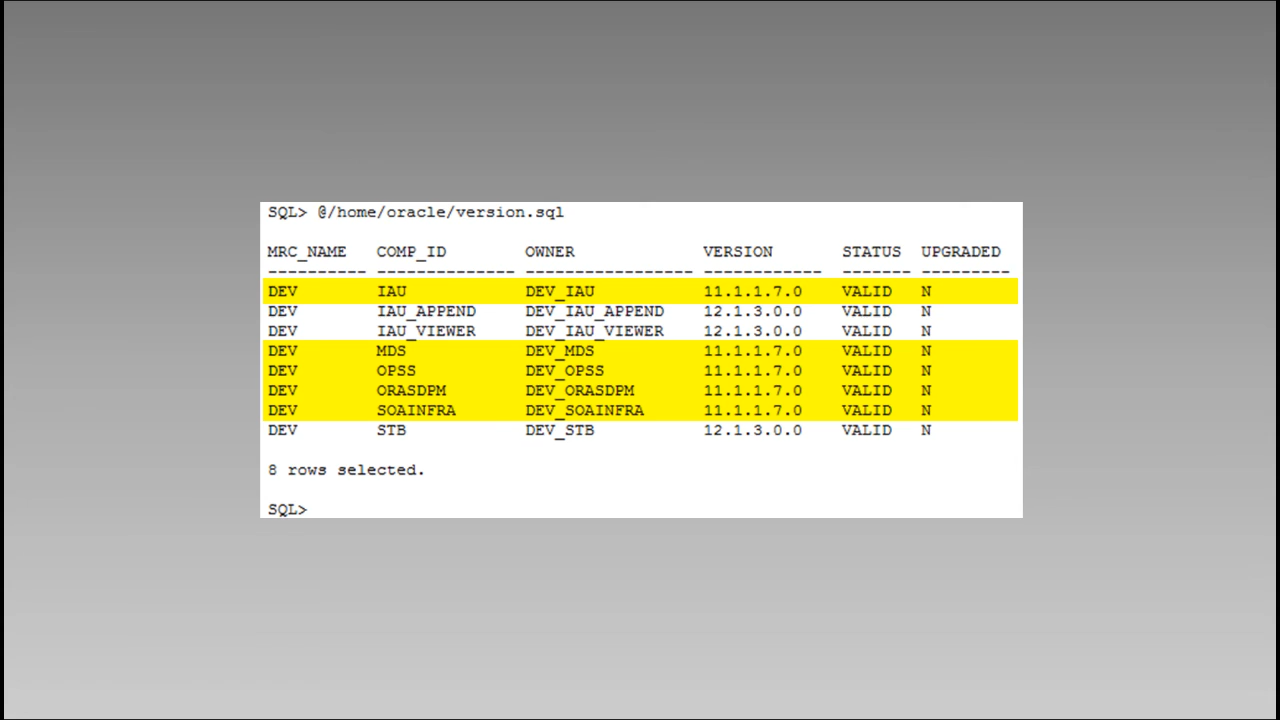 SQL> @/home/oracle/version.sql
MRC_NAME   COMP_ID        OWNER             VERSION      STATUS  UPGRADED
---------- -------------- ----------------- ------------ ------- ---------
DEV        IAU            DEV_IAU           11.1.1.7.0   VALID   N
DEV        IAU_APPEND     DEV_IAU_APPEND    12.1.3.0.0   VALID   N
DEV        IAU_VIEWER     DEV_IAU_VIEWER    12.1.3.0.0   VALID   N
DEV        MDS            DEV_MDS           11.1.1.7.0   VALID   N
DEV        OPSS           DEV_OPSS          11.1.1.7.0   VALID   N
DEV        ORASDPM        DEV_ORASDPM       11.1.1.7.0   VALID   N
DEV        SOAINFRA       DEV_SOAINFRA      11.1.1.7.0   VALID   N
DEV        STB            DEV_STB           12.1.3.0.0   VALID   N
8 rows selected.
SQL>